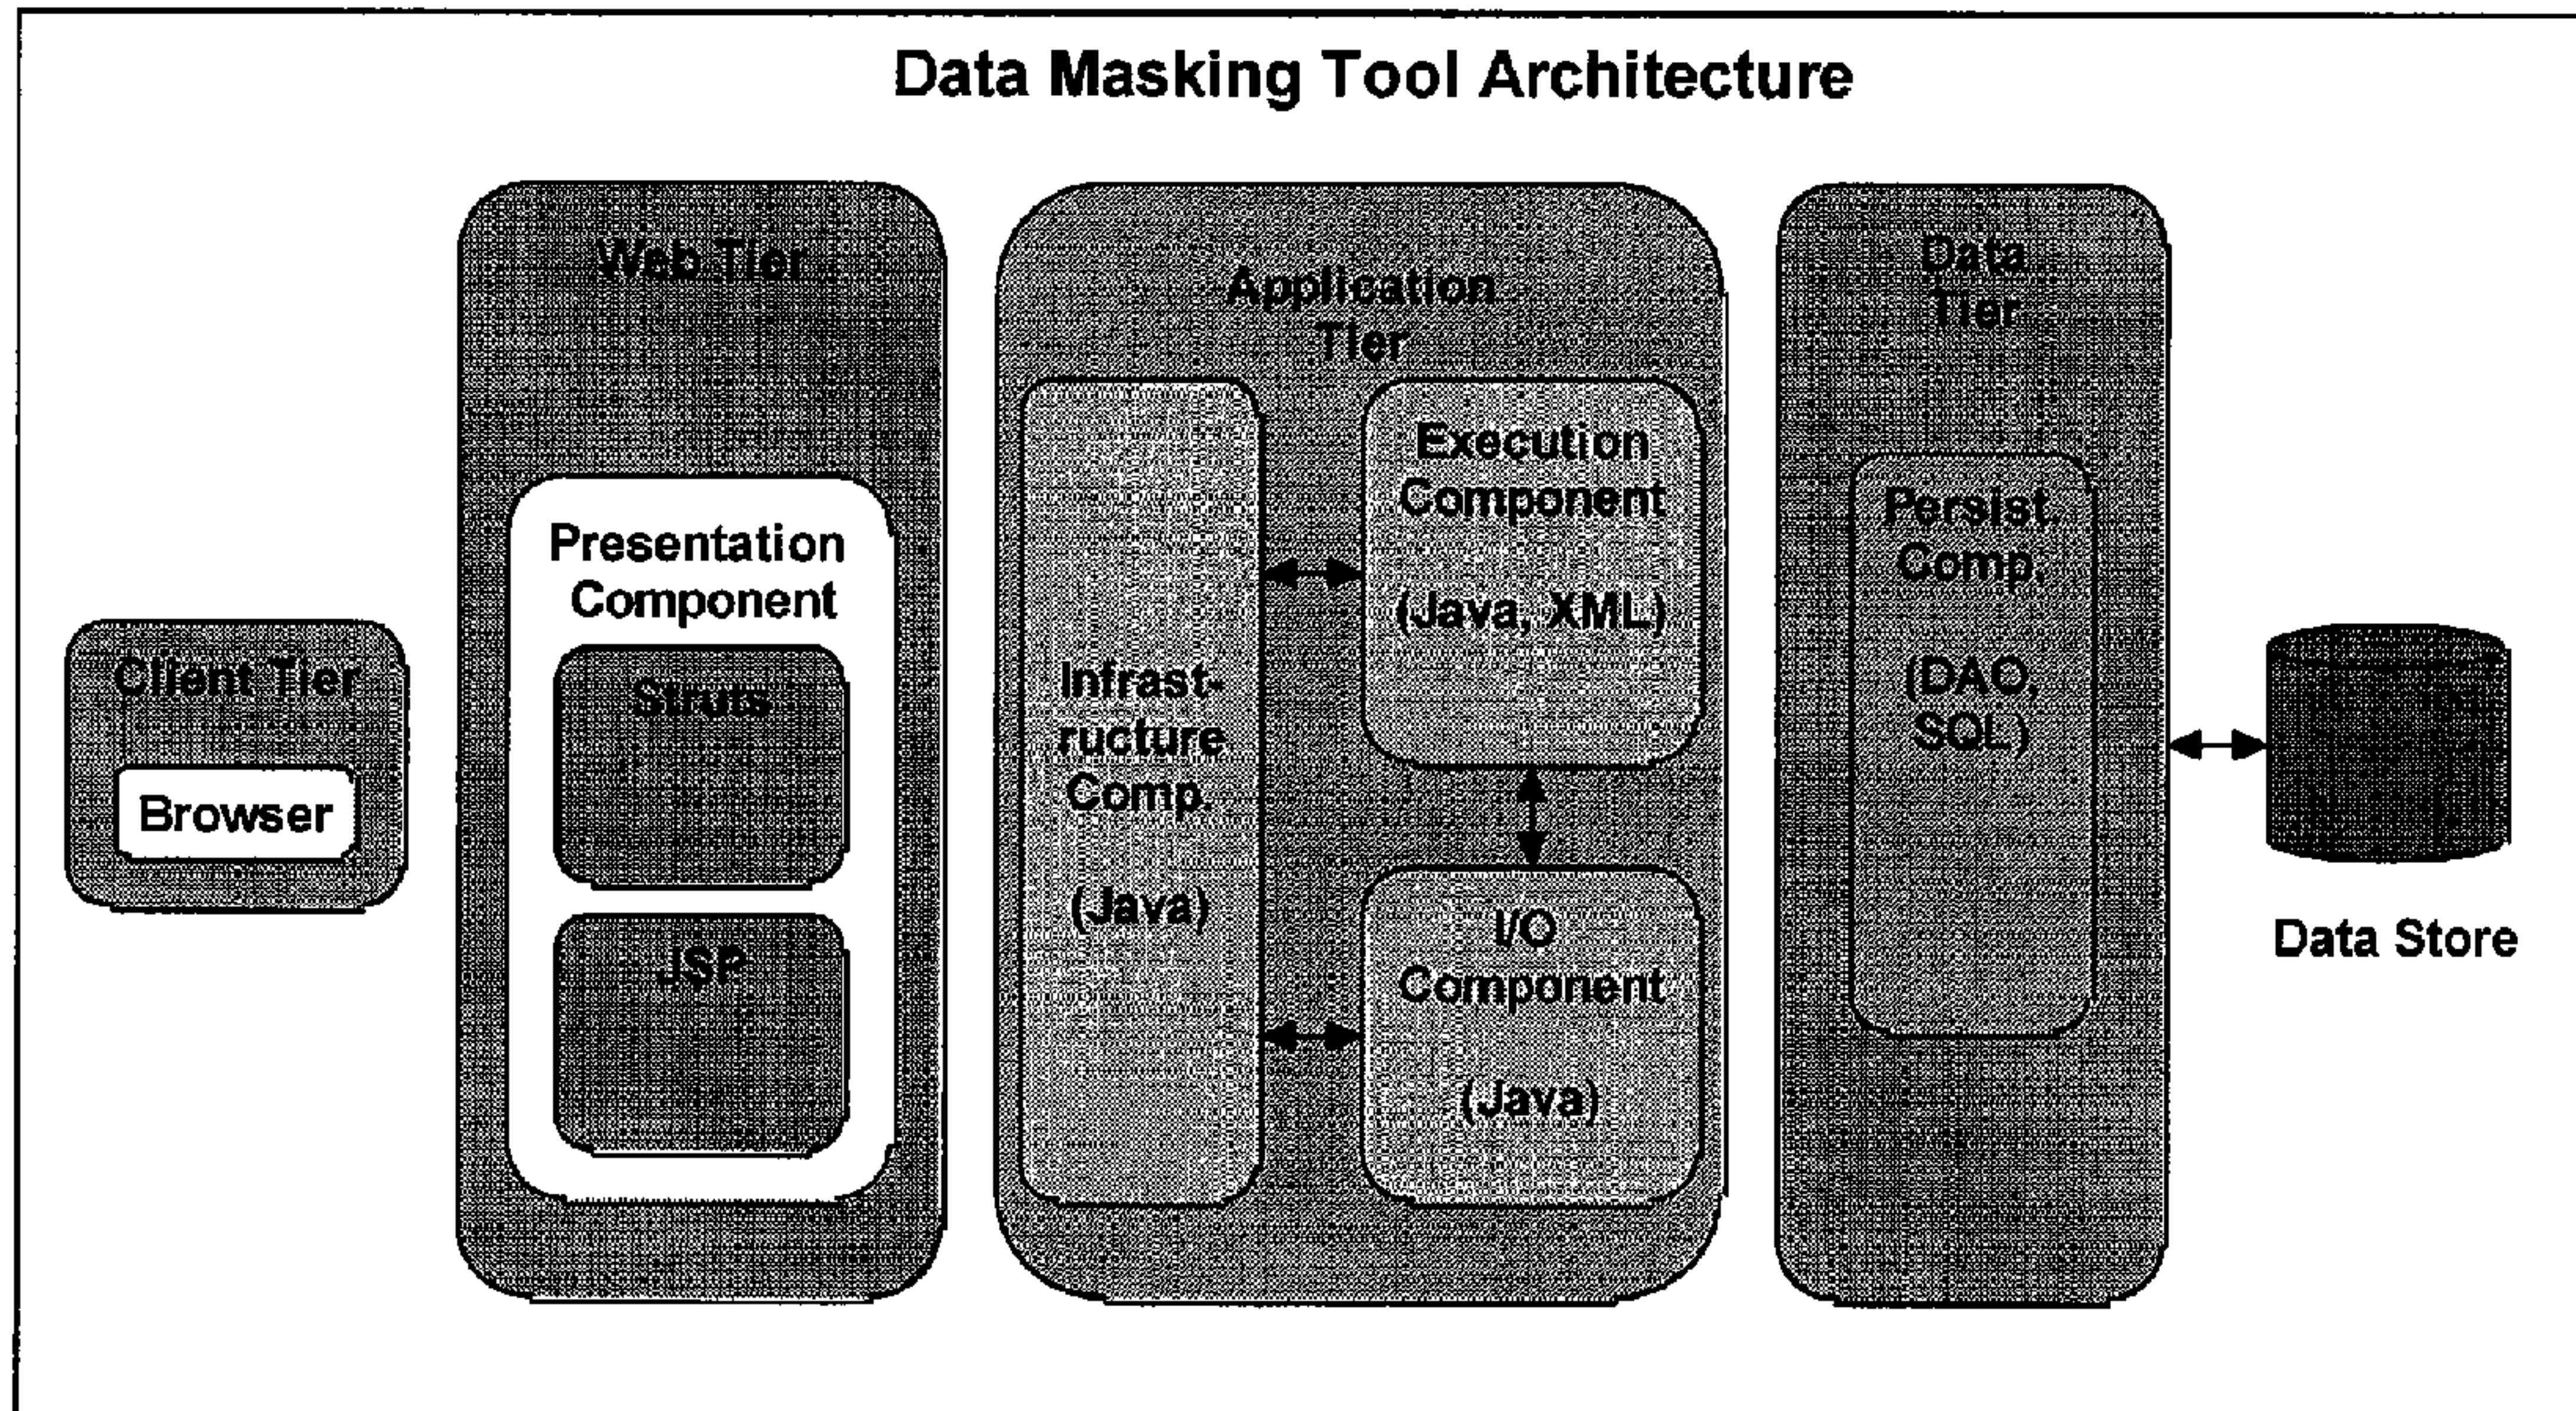 Data Masking Tool Architecture
Client Tier
Browser
Web Tier
Presentation
Component
Struts
JSP
Application
Tier
Infrast-
ructure
Comp.
(Java)
Execution
Component
(Java, XML)
I/O
Component
(Java)
Data
Tier
Persist.
Comp.
(DAO,
SQL)
Data Store